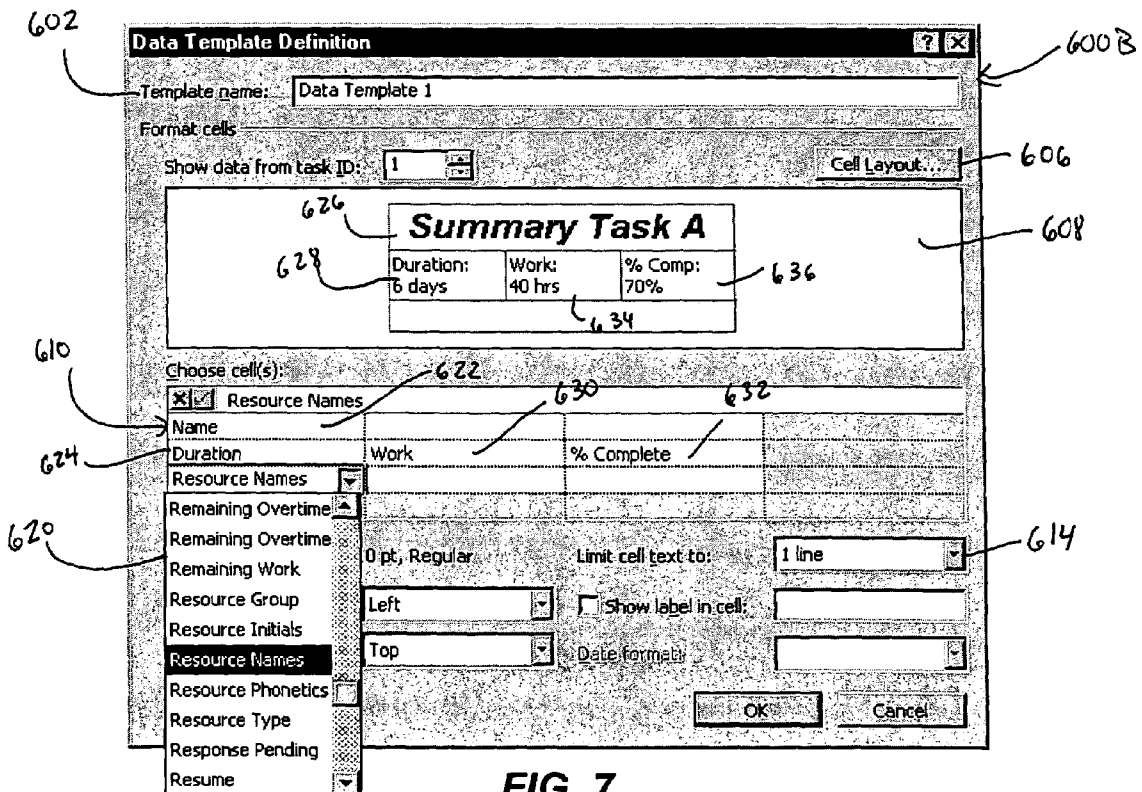 602
Data Template Definition
600B
Template name: Data Template 1
Format cells
Show data from task ID: 1
Cell Layout...
606
626
Summary Task A
608
628
Duration: Work: % Comp:
6 days 40 hrs 70%
636
634
610
Choose cell(s):
622
630
632
Resource Names
Name
624
Duration Work % Complete
Resource Names
620
Remaining Overtime
Remaining Overtime
Remaining Work
Resource Group
Resource Initials
Resource Names
Resource Phonetics
Resource Type
Response Pending
Resume
0 pt, Regular
Limit cell text to: 1 line
614
Left
Show label in cell:
Top
Date format:
OK Cancel
FIG. 7